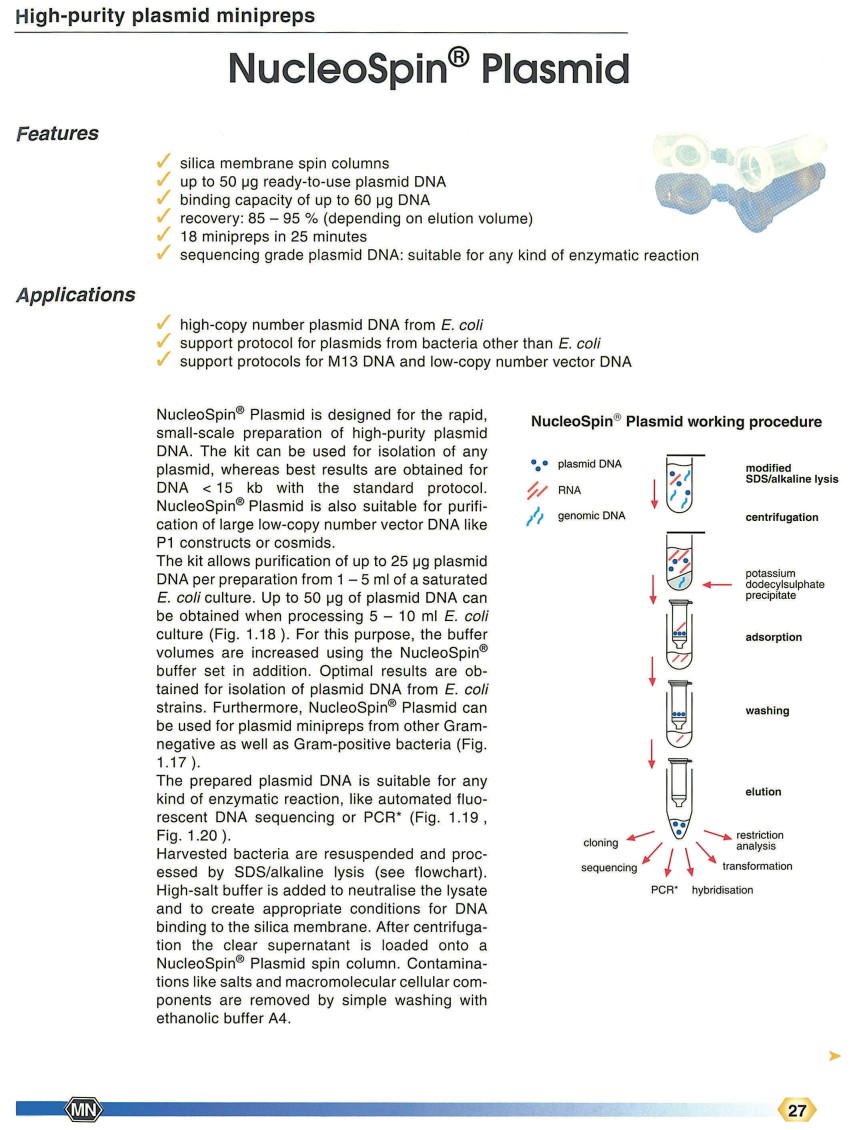 High-purity plasmid minipreps
NucleoSpin® Plasmid
Features
✓ silica membrane spin columns
✓ up to 50 µg ready-to-use plasmid DNA
✓ binding capacity of up to 60 µg DNA
✓ recovery: 85 – 95 % (depending on elution volume)
✓ 18 minipreps in 25 minutes
✓ sequencing grade plasmid DNA: suitable for any kind of enzymatic reaction
Applications
✓ high-copy number plasmid DNA from E. coli
✓ support protocol for plasmids from bacteria other than E. coli
✓ support protocols for M13 DNA and low-copy number vector DNA
NucleoSpin® Plasmid is designed for the rapid,
small-scale preparation of high-purity plasmid
DNA. The kit can be used for isolation of any
plasmid, whereas best results are obtained for
DNA < 15 kb with the standard protocol.
NucleoSpin® Plasmid is also suitable for purifi-
cation of large low-copy number vector DNA like
P1 constructs or cosmids.
The kit allows purification of up to 25 µg plasmid
DNA per preparation from 1 – 5 ml of a saturated
E. coli culture. Up to 50 µg of plasmid DNA can
be obtained when processing 5 – 10 ml E. coli
culture (Fig. 1.18 ). For this purpose, the buffer
volumes are increased using the NucleoSpin®
buffer set in addition. Optimal results are ob-
tained for isolation of plasmid DNA from E. coli
strains. Furthermore, NucleoSpin® Plasmid can
be used for plasmid minipreps from other Gram-
negative as well as Gram-positive bacteria (Fig.
1.17 ).
The prepared plasmid DNA is suitable for any
kind of enzymatic reaction, like automated fluo-
rescent DNA sequencing or PCR* (Fig. 1.19 ,
Fig. 1.20 ).
Harvested bacteria are resuspended and proc-
essed by SDS/alkaline lysis (see flowchart).
High-salt buffer is added to neutralise the lysate
and to create appropriate conditions for DNA
binding to the silica membrane. After centrifuga-
tion the clear supernatant is loaded onto a
NucleoSpin® Plasmid spin column. Contamina-
tions like salts and macromolecular cellular com-
ponents are removed by simple washing with
ethanolic buffer A4.
NucleoSpin® Plasmid working procedure
plasmid DNA
RNA
genomic DNA
modified
SDS/alkaline lysis
centrifugation
potassium
dodecylsulphate
precipitate
adsorption
washing
elution
cloning
sequencing
PCR*
hybridisation
transformation
restriction
analysis
MN
27